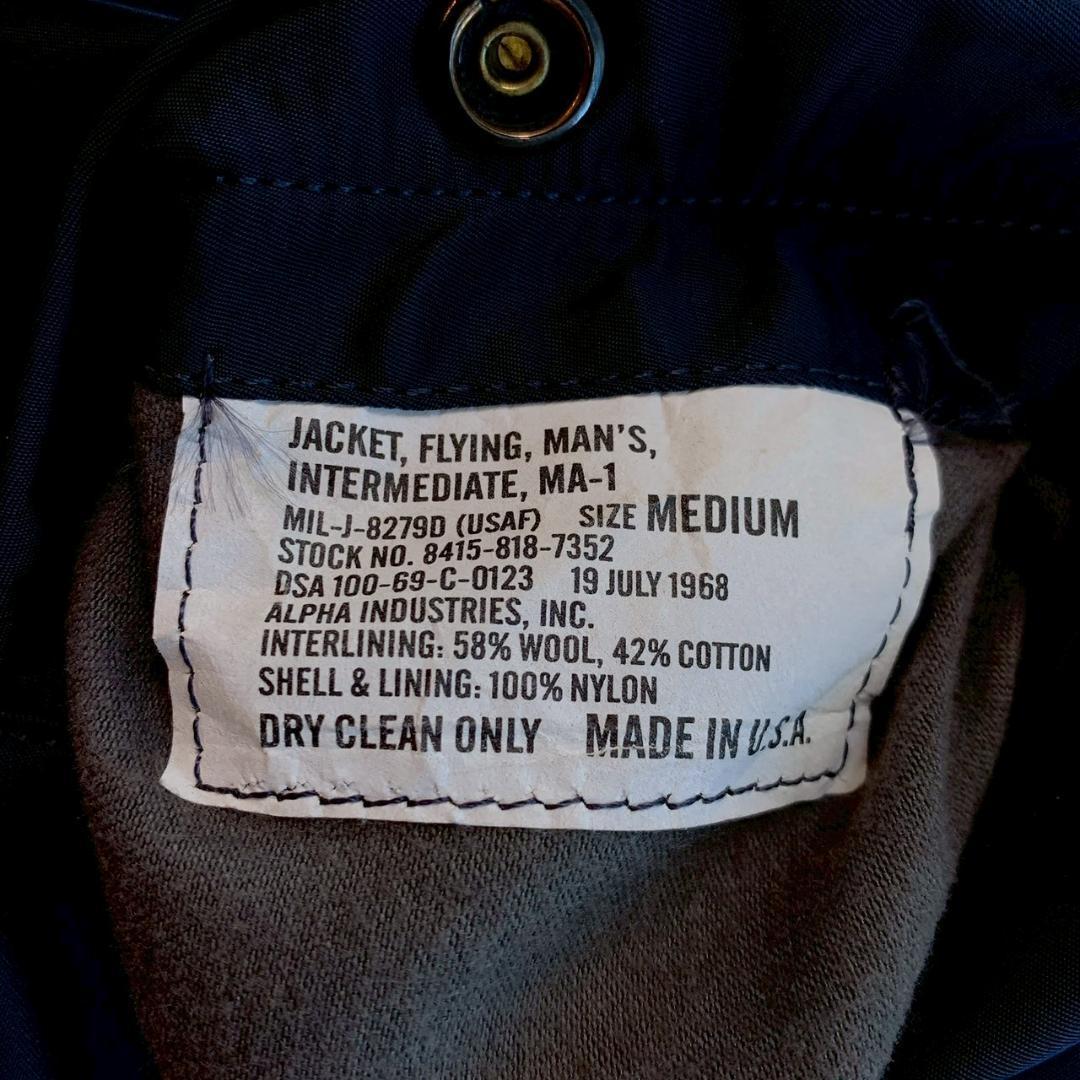 JACKET, FLYING, MAN'S,
INTERMEDIATE, MA-1
MIL-J-8279D (USAF) SIZE MEDIUM
STOCK NO. 8415-818-7352
DSA 100-69-C-0123 19 JULY 1968
ALPHA INDUSTRIES, INC.
INTERLINING: 58% WOOL, 42% COTTON
SHELL & LINING: 100% NYLON
DRY CLEAN ONLY MADE IN U.S.A.